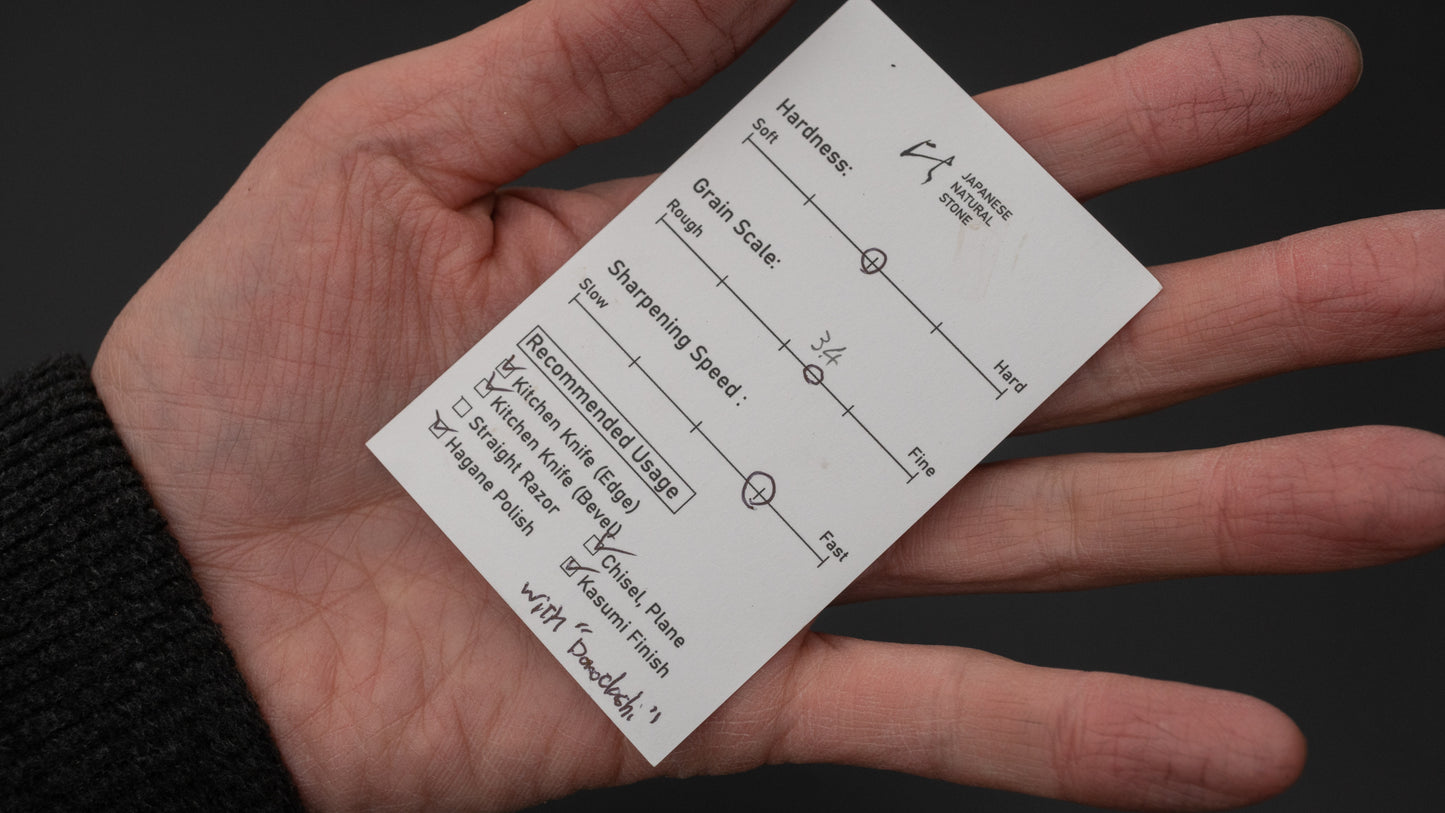 JAPANESE
NATURAL
STONE
Hardness:
Soft
Hard
Grain Scale:
Rough
3.4
Fine
Sharpening Speed :
Slow
Fast
Recommended Usage
Kitchen Knife (Edge)
Kitchen Knife (Bevel)
Straight Razor
Hagane Polish
Chisel, Plane
Kasumi Finish
with